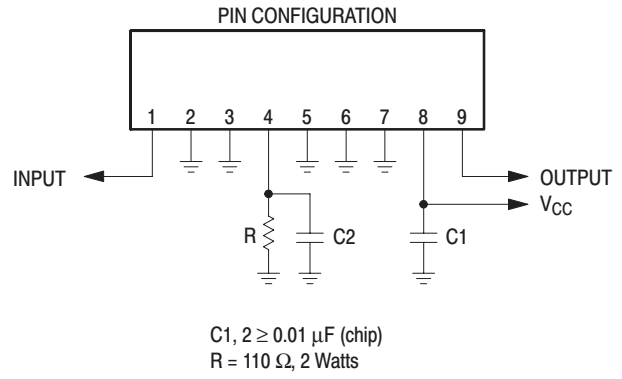 PIN CONFIGURATION
1 2 3 4 5 6 7 8 9
INPUT
OUTPUT
VCC
R
C2
C1
C1, 2 ≥ 0.01 μF (chip)
R = 110 Ω, 2 Watts